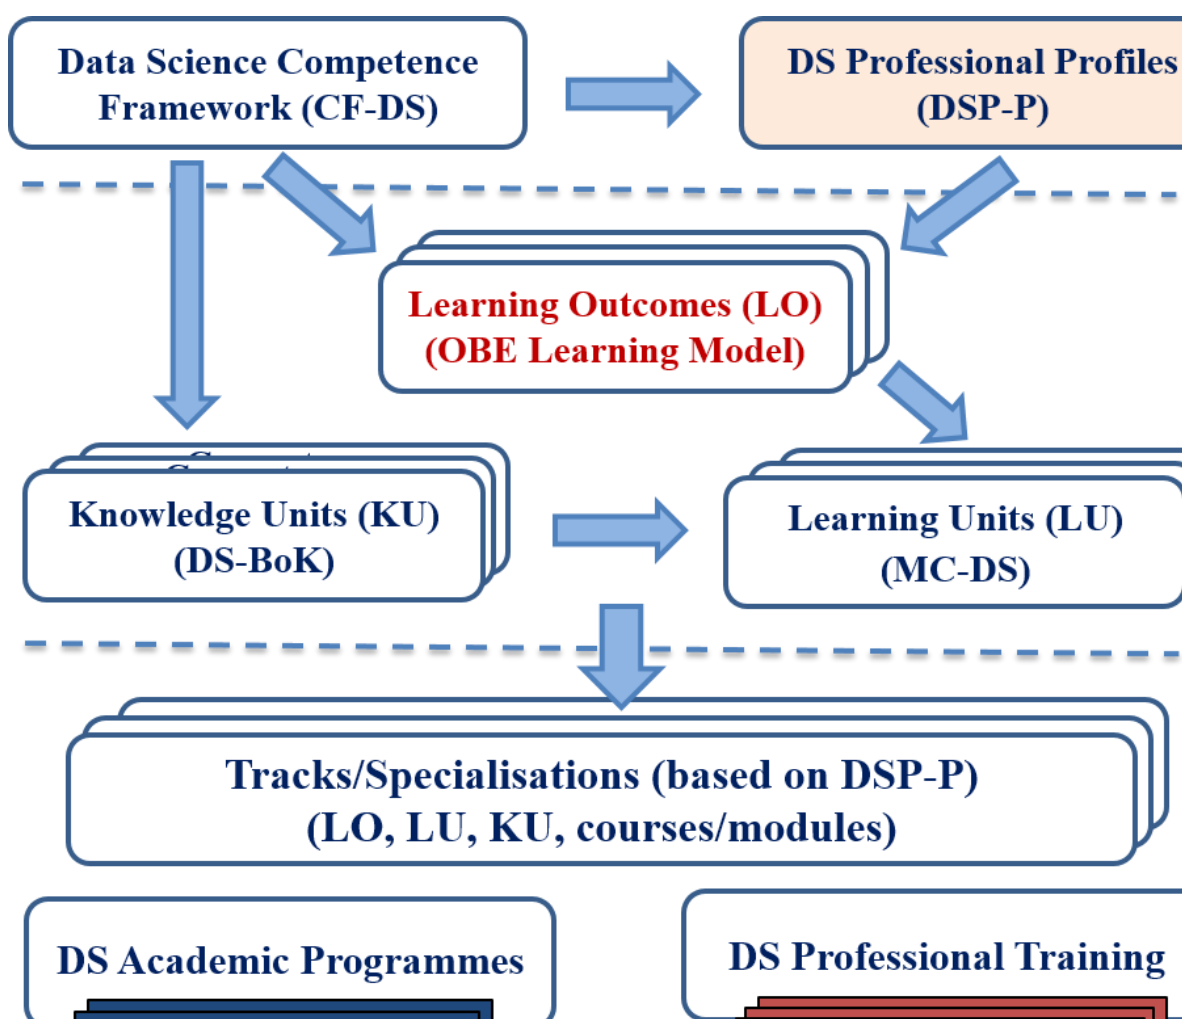 Data Science Competence
Framework (CF-DS)
DS Professional Profiles
(DSP-P)
Learning Outcomes (LO)
(OBE Learning Model)
Knowledge Units (KU)
(DS-BoK)
Learning Units (LU)
(MC-DS)
Tracks/Specialisations (based on DSP-P)
(LO, LU, KU, courses/modules)
DS Academic Programmes
DS Professional Training